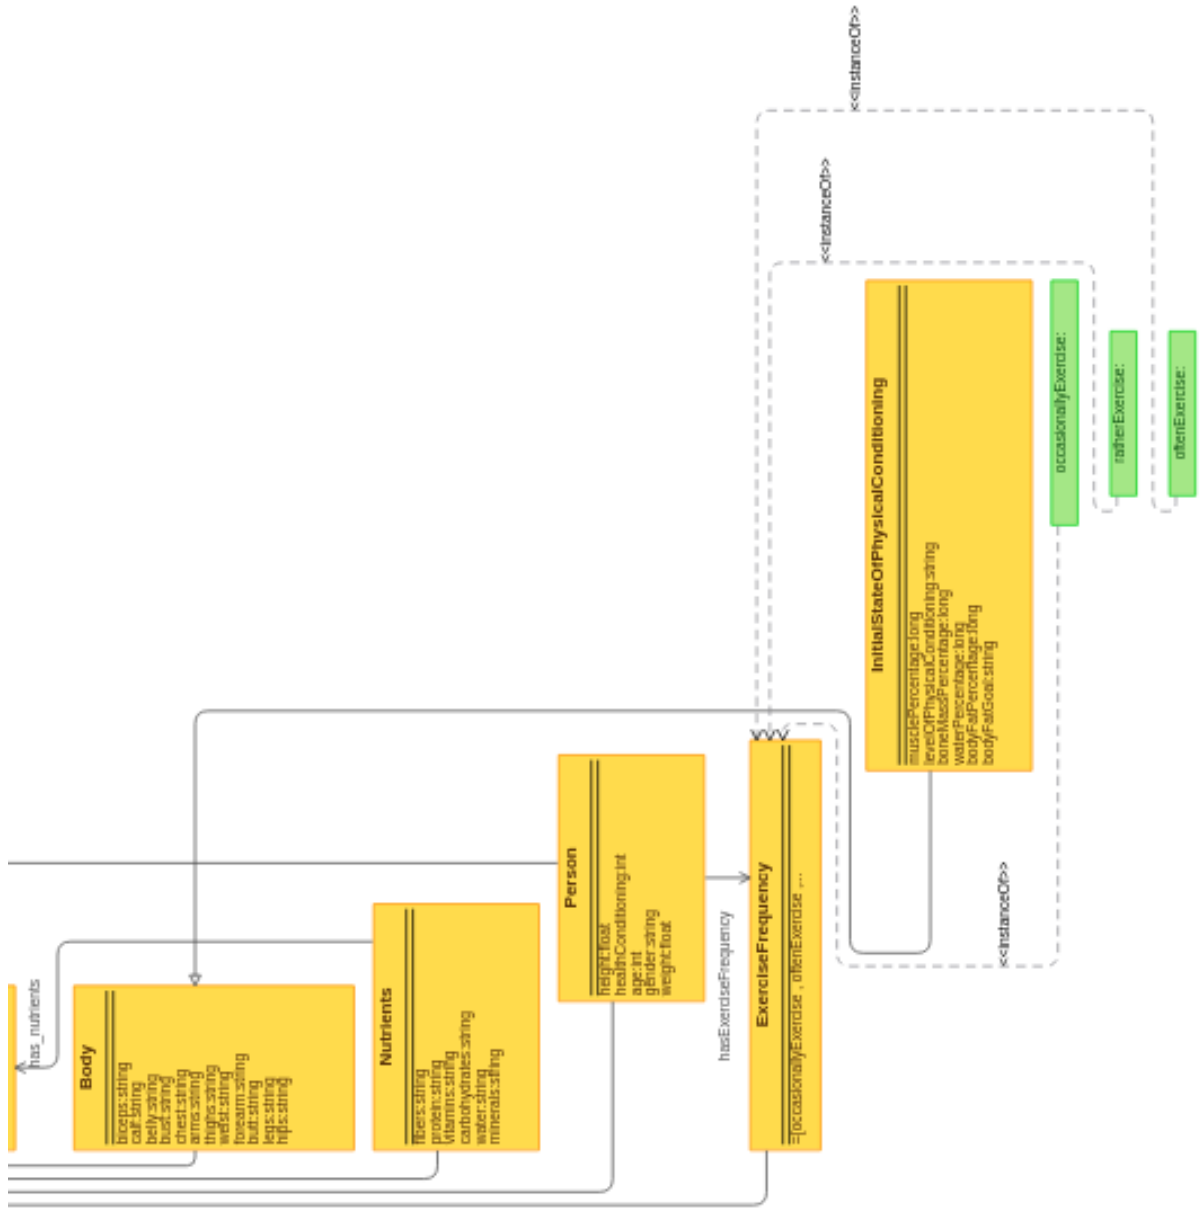 <<instanceOf>>
<<instanceOf>>
InitialStateOfPhysicalConditioning
musclePercentage:long
levelOfPhysicalConditioning:string
boneMassPercentage:long
waterPercentage:long
bodyFatPercentage:long
bodyFatGoal:string
occasionallyExercise:
ratherExercise:
oftenExercise:
<<instanceOf>>
ExerciseFrequency
={occasionallyExercise , oftenExercise ,...
hasExerciseFrequency
Person
height:float
healthConditioning:int
age:int
gender:string
weight:float
Nutrients
fibers:string
protein:string
vitamins:string
carbohydrates:string
water:string
minerals:string
has_nutrients
Body
biceps:string
calf:string
belly:string
bust:string
chest:string
arms:string
thighs:string
weist:string
forearm:string
butt:string
legs:string
hips:string